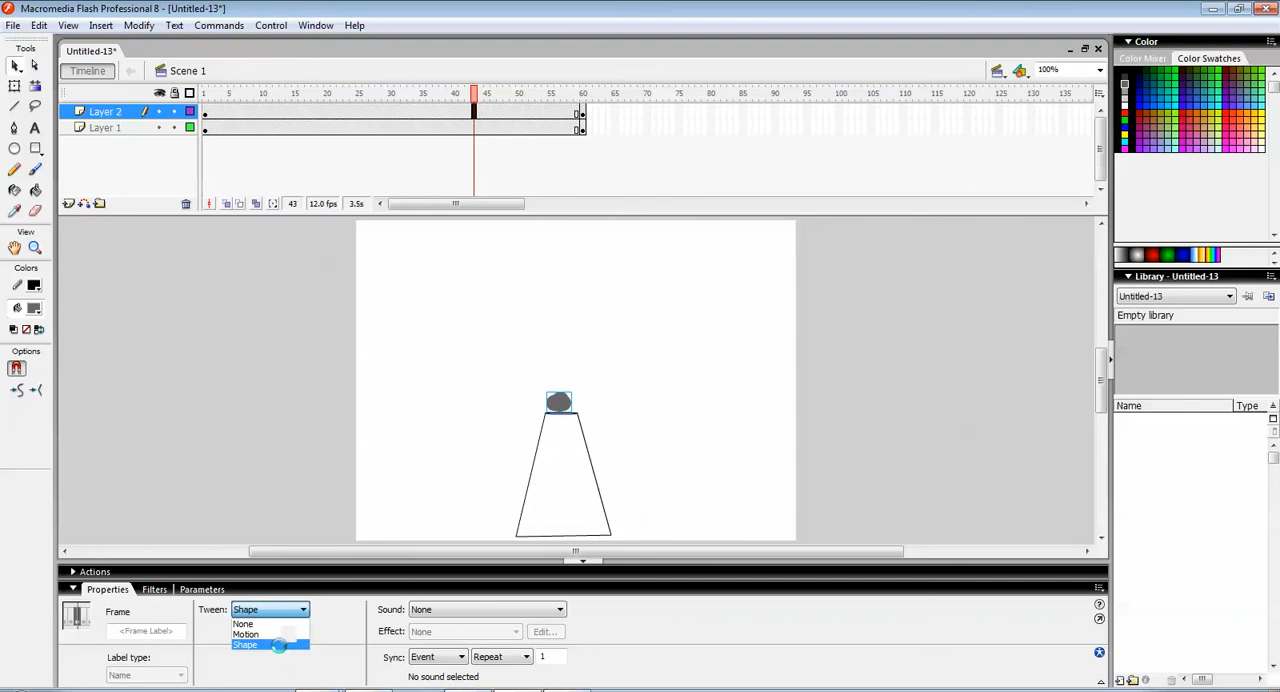 Macromedia Flash Professional 8 - [Untitled-13*]
File Edit View Insert Modify Text Commands Control Window Help
Tools
Untitled-13*
Timeline
Scene 1
100%
1 5 10 15 20 25 30 35 40 45 50 55 60 65 70 75 80 85 90 95 100 105 110 115 120 125 130 135
Layer 2
Layer 1
43 12.0 fps 3.5s
View
Colors
Options
Color
Color Mixer Color Swatches
Library - Untitled-13
Untitled-13
Empty library
Name Type
Actions
Properties Filters Parameters
Frame
<Frame Label>
Label type:
Name
Tween: Shape
None
Motion
Shape
Sound: None
Effect: None Edit...
Sync: Event Repeat 1
No sound selected